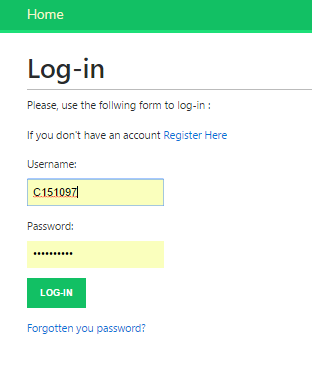 Home
Log-in
Please, use the follwing form to log-in :
If you don't have an account Register Here
Username:
C151097
Password:
••••••••••
LOG-IN
Forgotten you password?